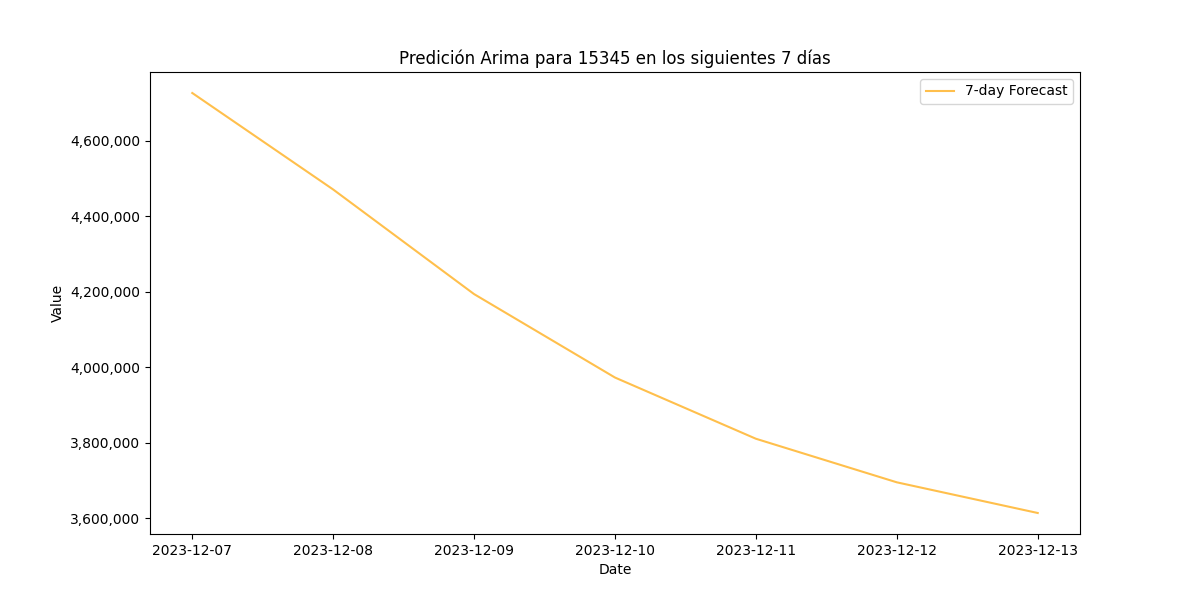 Predición Arima para 15345 en los siguientes 7 días
7-day Forecast
Value
4,600,000
4,400,000
4,200,000
4,000,000
3,800,000
3,600,000
2023-12-07 2023-12-08 2023-12-09 2023-12-10 2023-12-11 2023-12-12 2023-12-13
Date